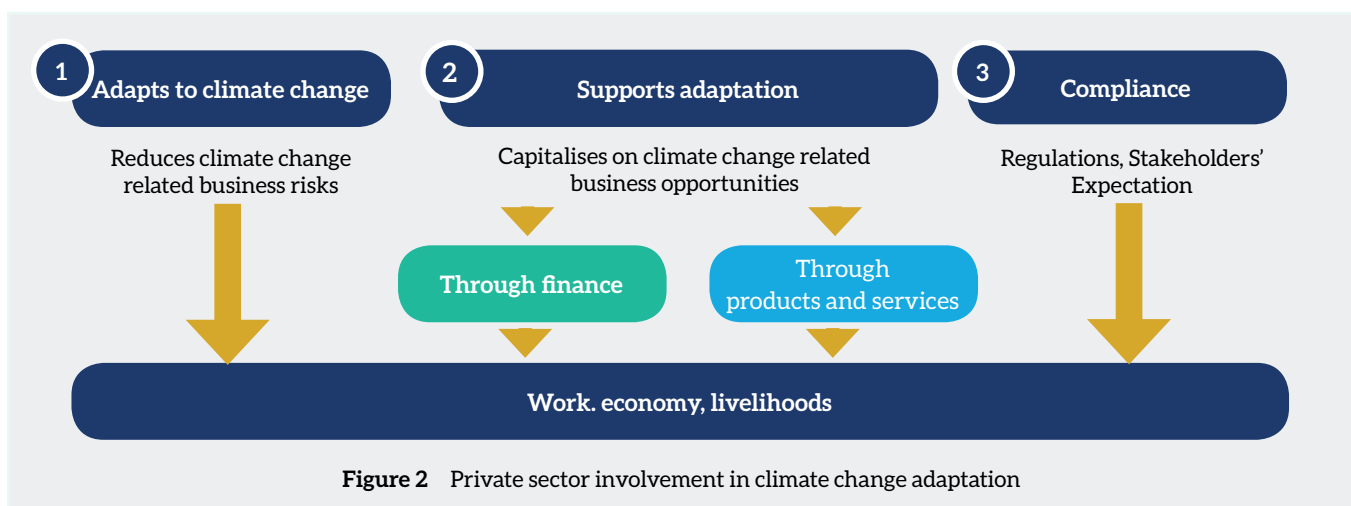 1
Adapts to climate change
Reduces climate change
related business risks
2
Supports adaptation
Capitalises on climate change related
business opportunities
Through finance
Through
products and services
3
Compliance
Regulations, Stakeholders’
Expectation
Work. economy, livelihoods
Figure 2 Private sector involvement in climate change adaptation